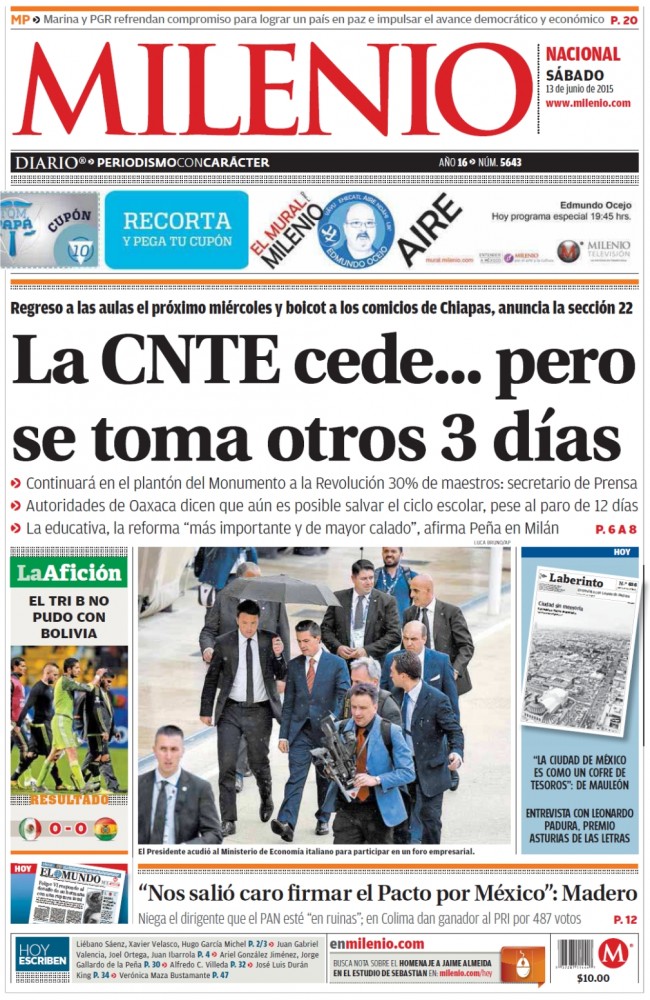 MP Marina y PGR refrendan compromiso para lograr un país en paz e impulsar el avance democrático y económico P. 20
MILENIO
NACIONAL
SÁBADO
13 de junio de 2015
www.milenio.com
DIARIO® PERIODISMO CON CARÁCTER
AÑO 16 NÚM. 5643
CUPÓN
10
RECORTA
Y PEGA TU CUPÓN
EL MURAL
MILENIO
EDMUNDO OCEJO
AIRE
Edmundo Ocejo
Hoy programa especial 19:45 hrs.
mural.milenio.com
MILENIO
MILENIO
TELEVISIÓN
Regreso a las aulas el próximo miércoles y boicot a los comicios de Chiapas, anuncia la sección 22
La CNTE cede... pero
se toma otros 3 días
Continuará en el plantón del Monumento a la Revolución 30% de maestros: secretario de Prensa
Autoridades de Oaxaca dicen que aún es posible salvar el ciclo escolar, pese al paro de 12 días
La educativa, la reforma “más importante y de mayor calado”, afirma Peña en Milán P. 6 A 8
LUCA BRUNO/AP
LaAfición
EL TRI B NO
PUDO CON
BOLIVIA
RESULTADO
0-0
El Presidente acudió al Ministerio de Economía italiano para participar en un foro empresarial.
HOY
Laberinto
“LA CIUDAD DE MÉXICO
ES COMO UN COFRE DE
TESOROS”: DE MAULEÓN
ENTREVISTA CON LEONARDO
PADURA, PREMIO
ASTURIAS DE LAS LETRAS
HOY
EL MUNDO
“Nos salió caro firmar el Pacto por México”: Madero
Niega el dirigente que el PAN esté “en ruinas”; en Colima dan ganador al PRI por 487 votos P. 12
HOY
ESCRIBEN
Liébano Sáenz, Xavier Velasco, Hugo García Michel P. 2/3 Juan Gabriel
Valencia, Joel Ortega, Juan Ibarrola P. 4 Ariel González Jiménez, Jorge
Gallardo de la Peña P. 30 Alfredo C. Villeda P. 32 José Luis Durán
King P. 34 Verónica Maza Bustamante P. 47
enmilenio.com
BUSCA NOTA SOBRE EL HOMENAJE A JAIME ALMEIDA
EN EL ESTUDIO DE SEBASTIAN EN: milenio.com/hoy
M
$10.00